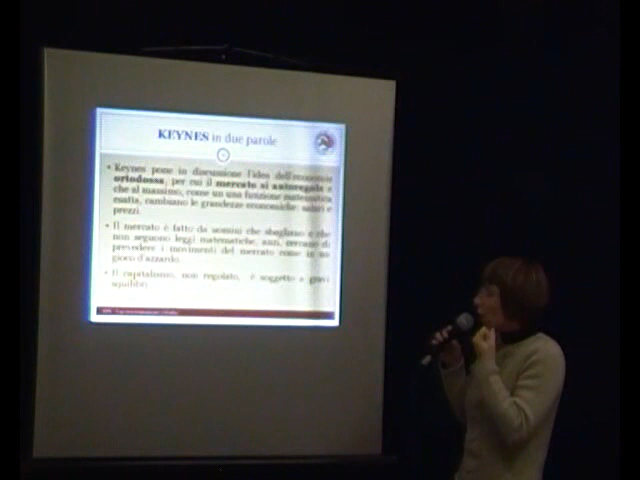 KEYNES in due parole
Keynes pone in discussione l'idea dell'economia
ortodossa, per cui il mercato si autoregola e
che al massimo, come un una funzione matematica
esatta, cambiano le grandezze economiche: salari e
prezzi.
Il mercato è fatto da uomini che sbagliano e che
non seguono leggi matematiche, anzi, cercano di
prevedere i movimenti del mercato come in un
gioco d'azzardo.
Il capitalismo, non regolato, è soggetto a gravi
squilibri